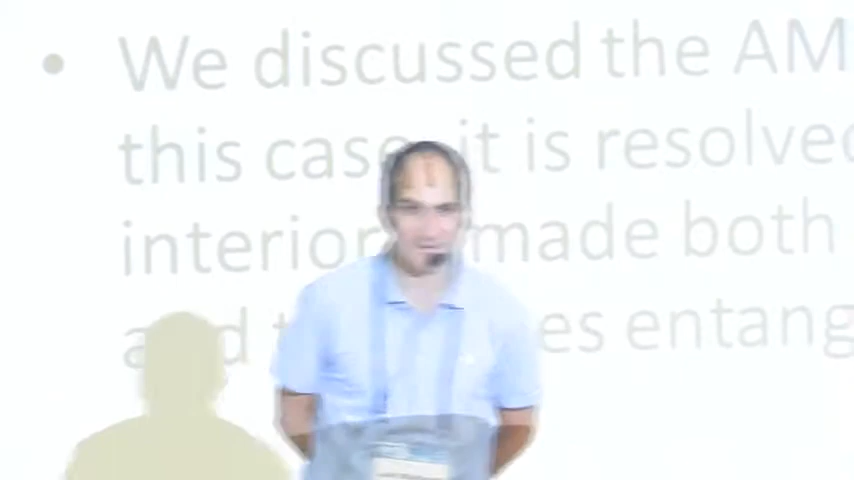 • We discussed the AM
this case it is resolved
interior made both
es entang